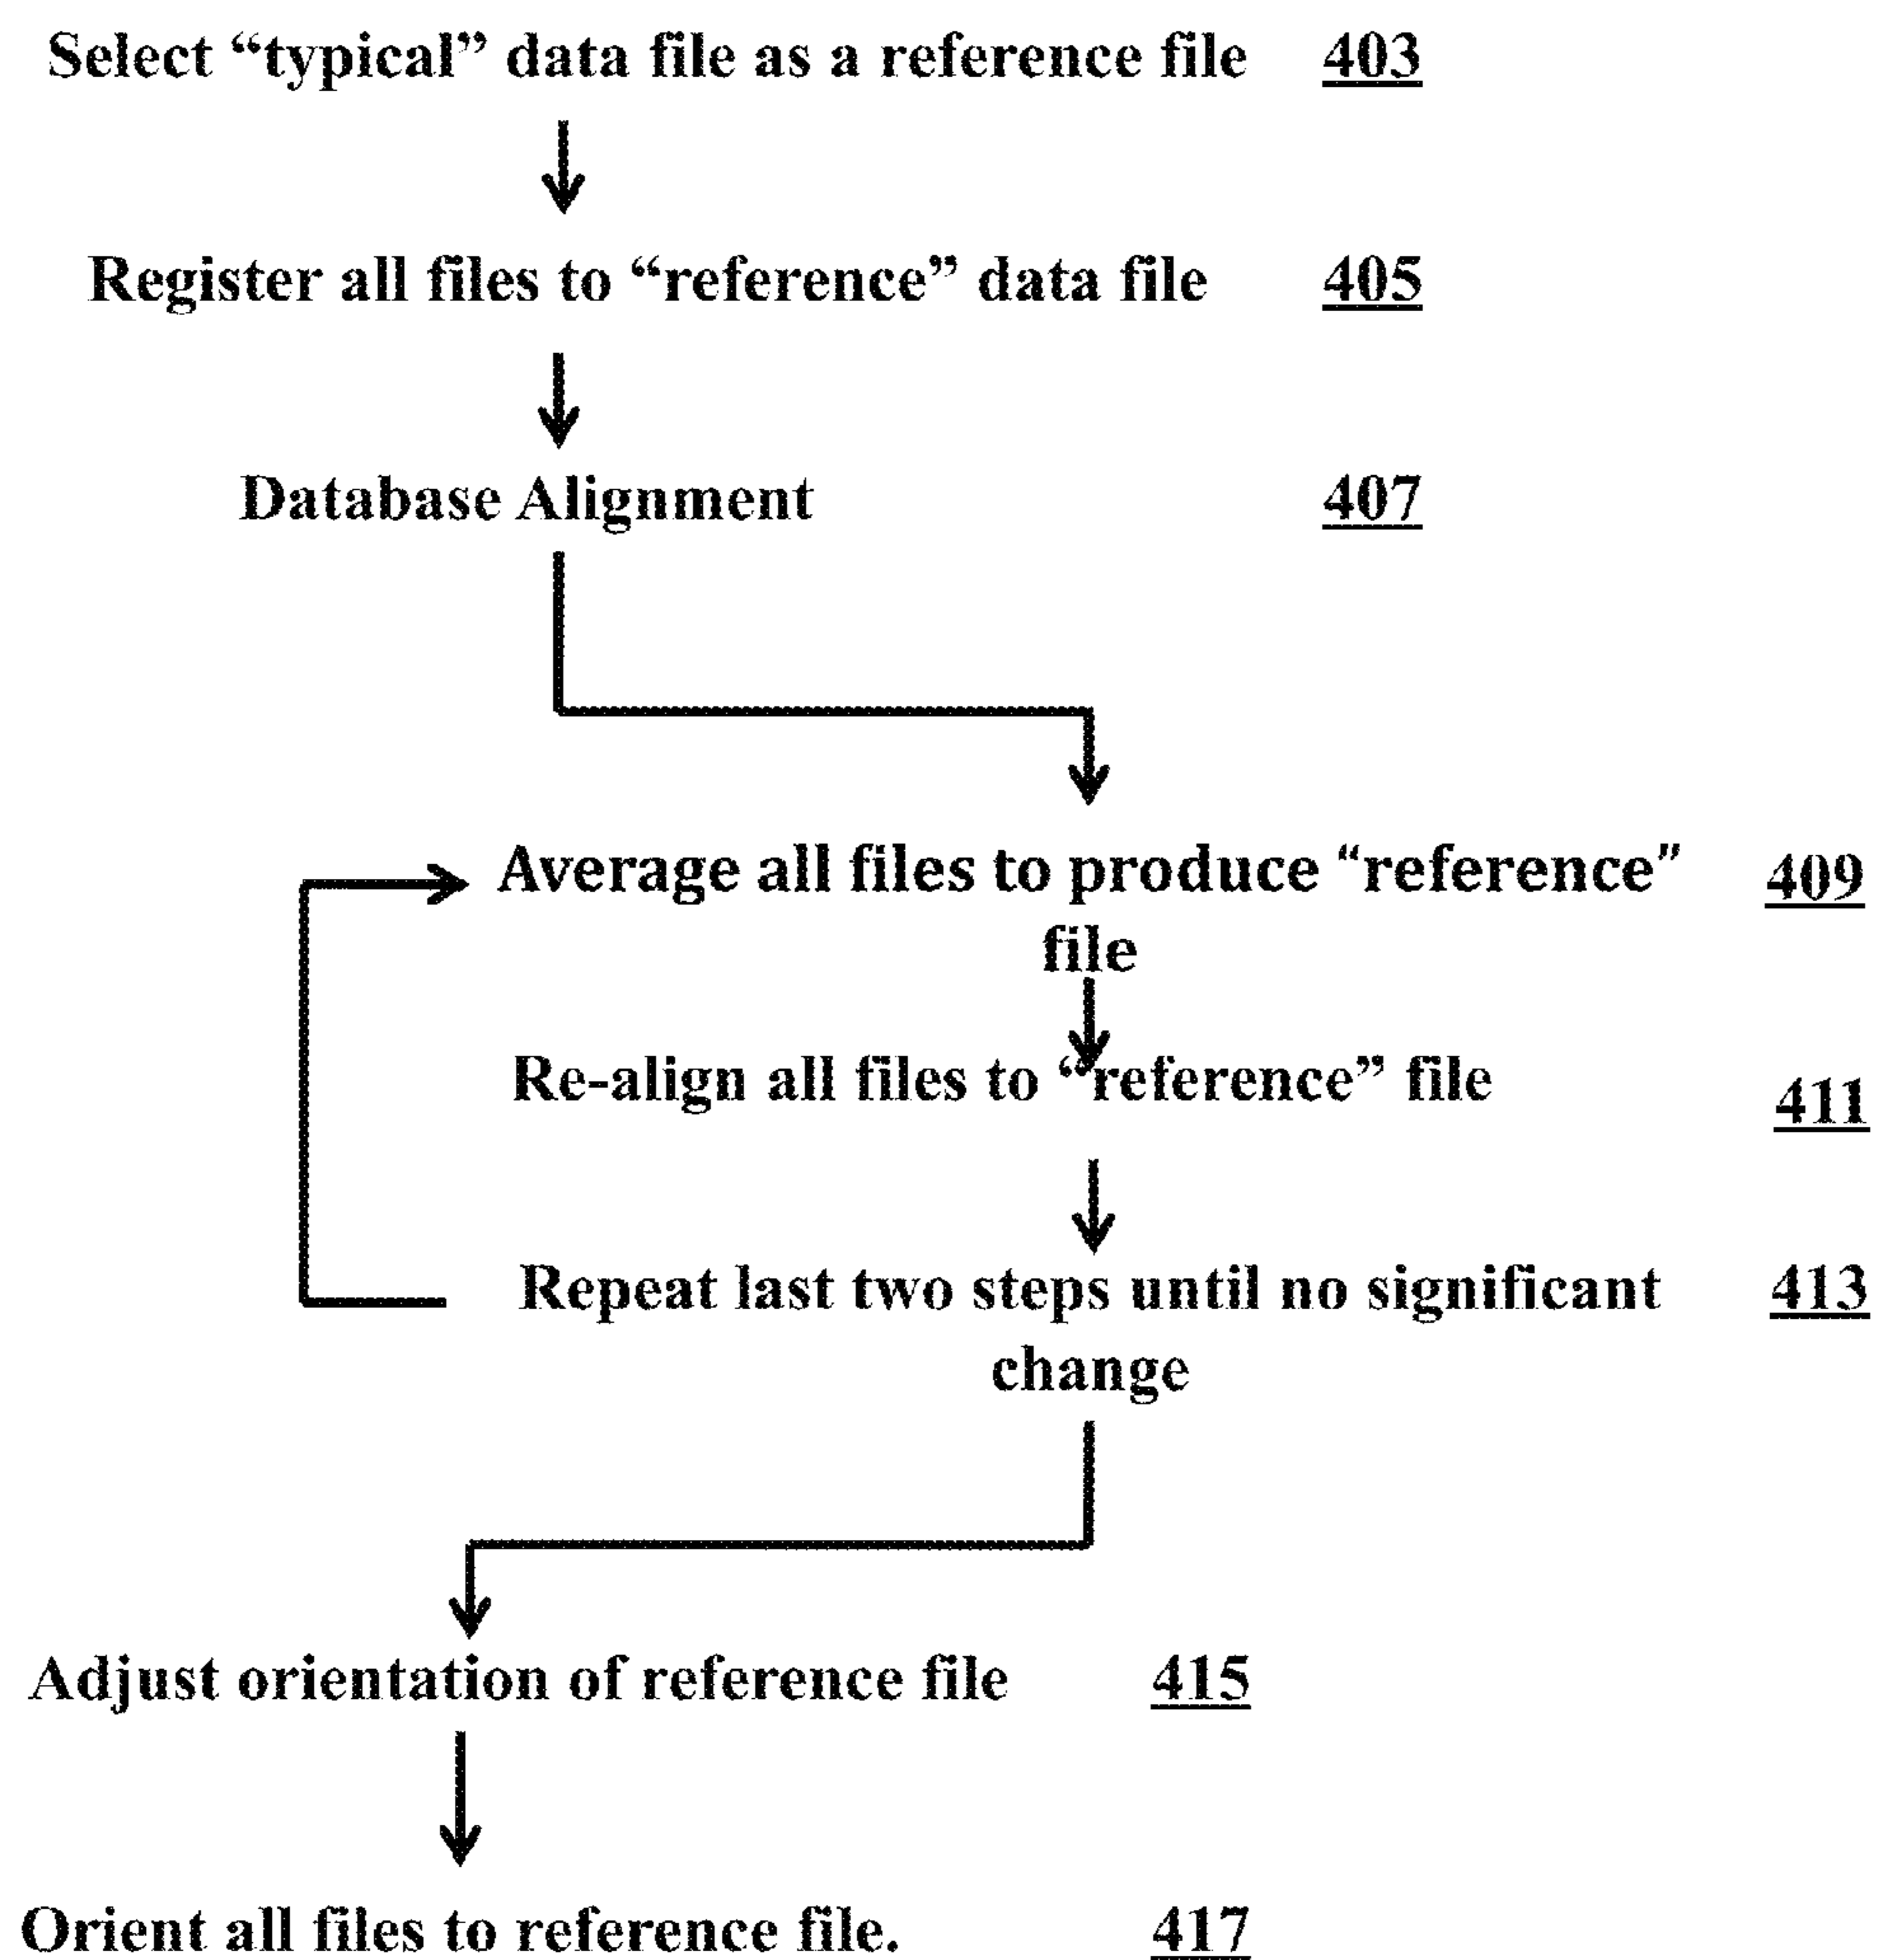 Select “typical” data file as a reference file 403
Register all files to “reference” data file 405
Database Alignment 407
Average all files to produce “reference” 409
file
Re-align all files to “reference” file 411
Repeat last two steps until no significant 413
change
Adjust orientation of reference file 415
Orient all files to reference file. 417